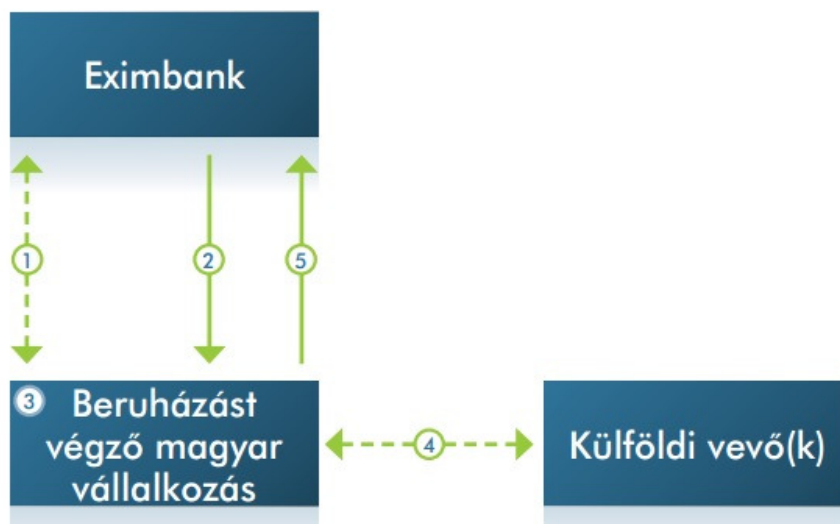 Eximbank
1
2
5
3
Beruházást
végző magyar
vállalkozás
4
Külföldi vevő(k)